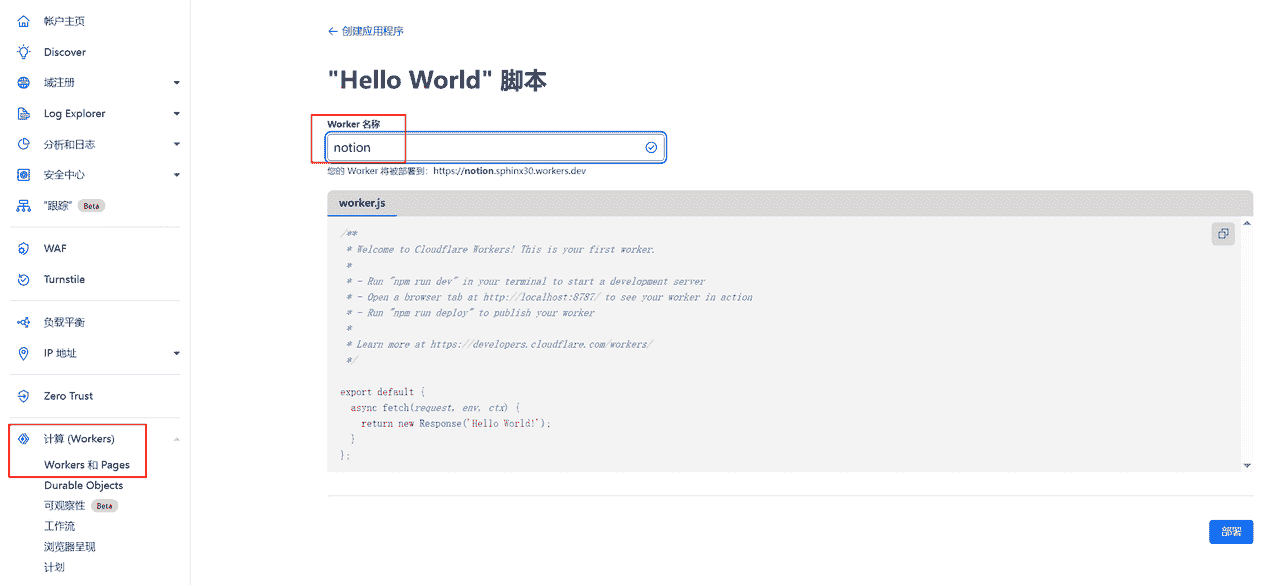 帐户主页
Discover
域注册
Log Explorer
分析和日志
安全中心
"跟踪" Beta
WAF
Turnstile
负载平衡
IP 地址
Zero Trust
计算 (Workers)
Workers 和 Pages
Durable Objects
可观察性 Beta
工作流
浏览器呈现
计划
← 创建应用程序
"Hello World" 脚本
Worker 名称
notion
您的 Worker 将被部署到：https://notion.sphinx30.workers.dev
worker.js
/**
 * Welcome to Cloudflare Workers! This is your first worker.
 *
 * - Run "npm run dev" in your terminal to start a development server
 * - Open a browser tab at http://localhost:8787/ to see your worker in action
 * - Run "npm run deploy" to publish your worker
 *
 * Learn more at https://developers.cloudflare.com/workers/
 */
export default {
  async fetch(request, env, ctx) {
    return new Response('Hello World!');
  }
};
部署